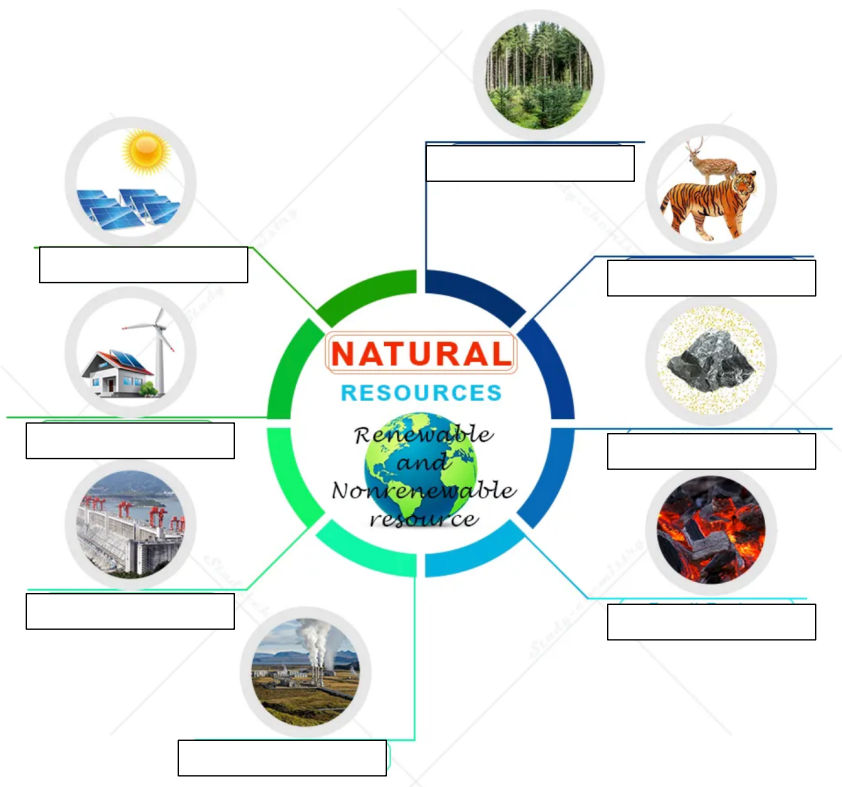 NATURAL
RESOURCES
Renewable
and
Nonrenewable
resource